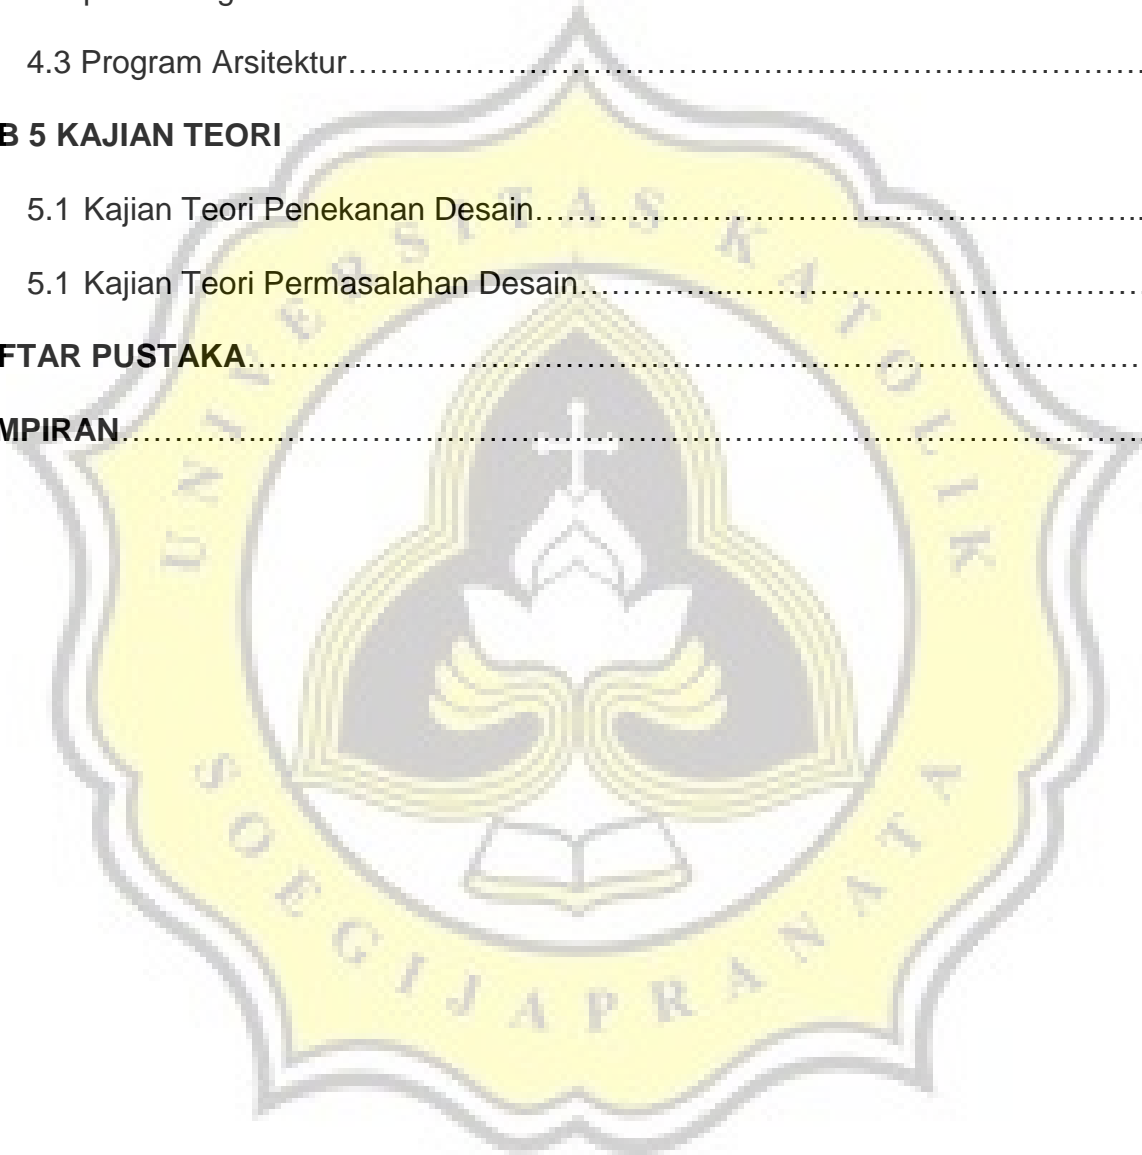 4.3 Program Arsitektur……………………………………………………………………
B 5 KAJIAN TEORI
5.1 Kajian Teori Penekanan Desain……………………………………………………
5.1 Kajian Teori Permasalahan Desain…………...……………………………………
FTAR PUSTAKA……………………………………………………………………………
MPIRAN…………...…………………………………………………………………………
UNIVERSITAS KATOLIK
SOEGIJAPRANATA